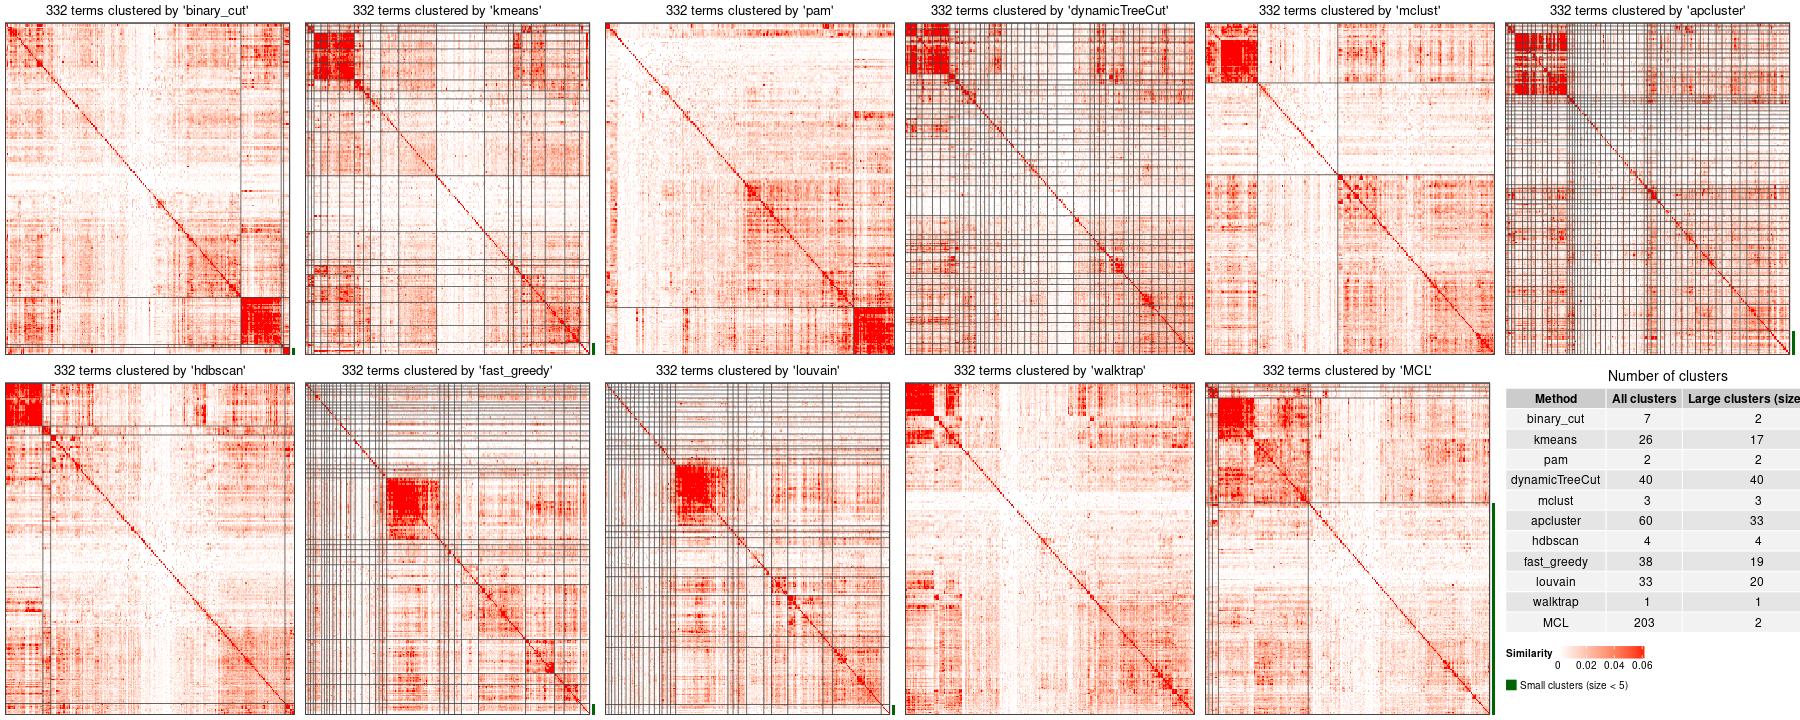 332 terms clustered by 'binary_cut'
332 terms clustered by 'kmeans'
332 terms clustered by 'pam'
332 terms clustered by 'dynamicTreeCut'
332 terms clustered by 'mclust'
332 terms clustered by 'apcluster'
332 terms clustered by 'hdbscan'
332 terms clustered by 'fast_greedy'
332 terms clustered by 'louvain'
332 terms clustered by 'walktrap'
332 terms clustered by 'MCL'
Number of clusters
Method All clusters Large clusters (size
binary_cut 7 2
kmeans 26 17
pam 2 2
dynamicTreeCut 40 40
mclust 3 3
apcluster 60 33
hdbscan 4 4
fast_greedy 38 19
louvain 33 20
walktrap 1 1
MCL 203 2
Similarity
0 0.02 0.04 0.06
Small clusters (size < 5)